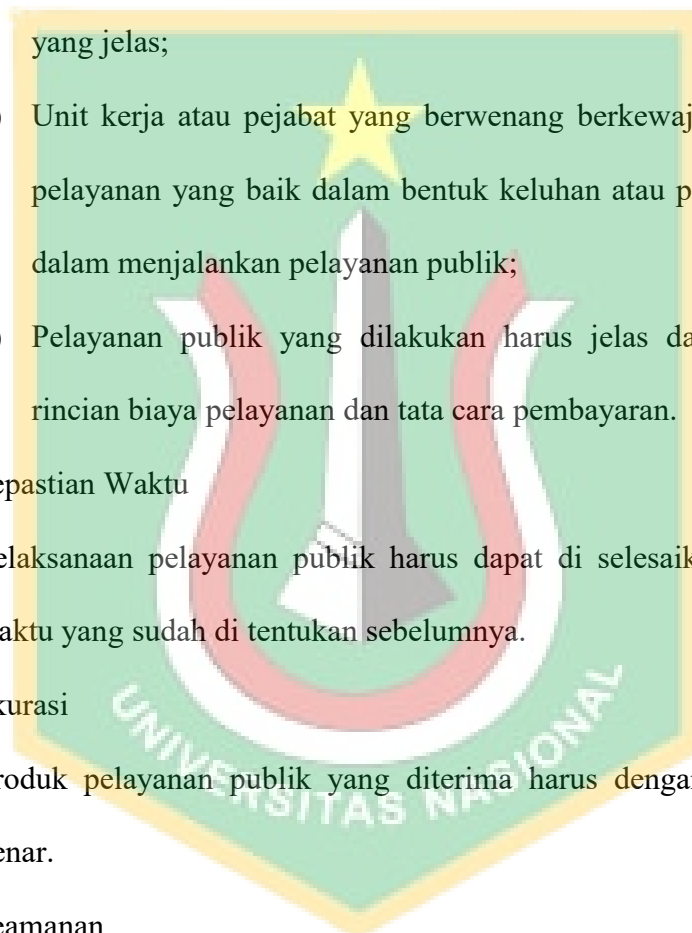 yang jelas;
) Unit kerja atau pejabat yang berwenang berkewaj
pelayanan yang baik dalam bentuk keluhan atau p
dalam menjalankan pelayanan publik;
) Pelayanan publik yang dilakukan harus jelas da
rincian biaya pelayanan dan tata cara pembayaran.
epastian Waktu
elaksanaan pelayanan publik harus dapat di selesaik
aktu yang sudah di tentukan sebelumnya.
kurasi
roduk pelayanan publik yang diterima harus dengan
enar.
eamanan
UNIVERSITAS NASIONAL